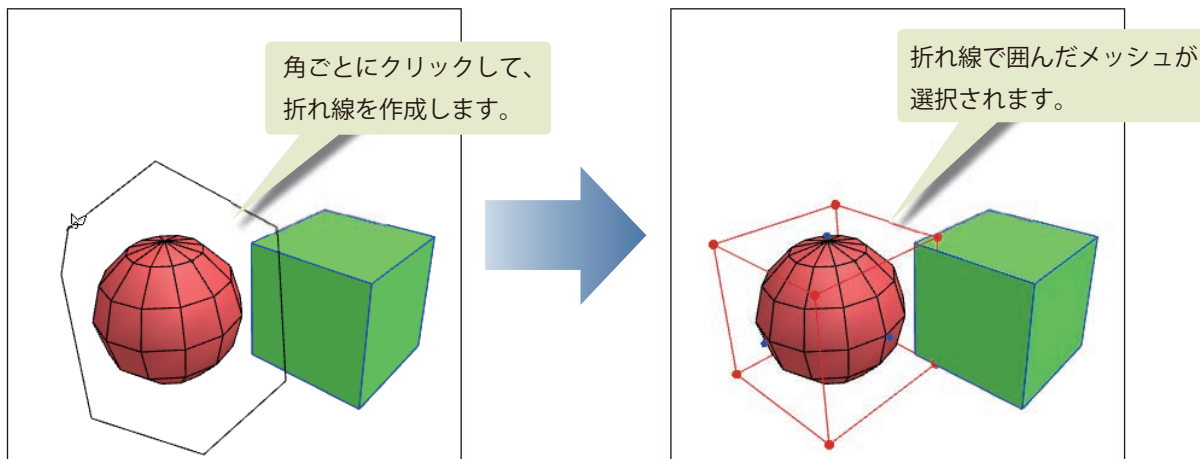 角ごとにクリックして、
折れ線を作成します。
折れ線で囲んだメッシュが
選択されます。